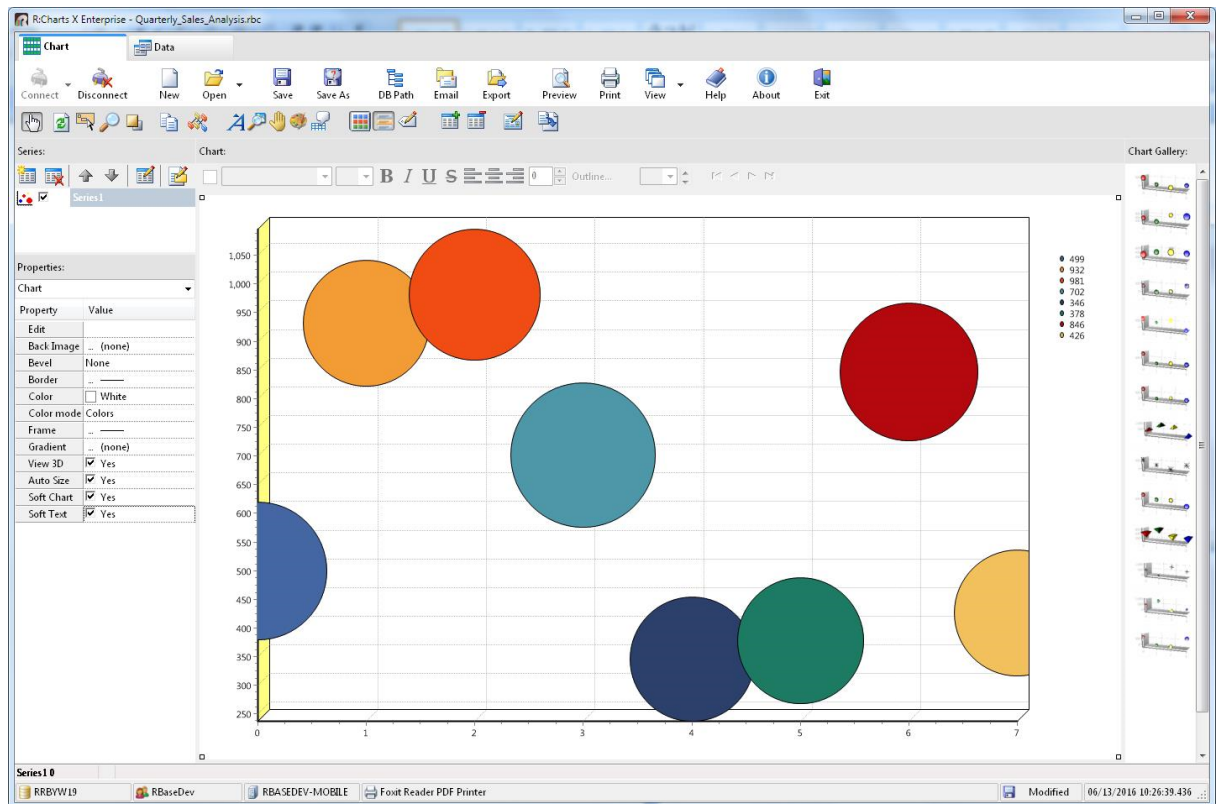 R:Charts X Enterprise - Quarterly_Sales_Analysis.rbc
Chart Data
Connect Disconnect New Open Save Save As DB Path Email Export Preview Print View Help About Exit
Series: Chart: Chart Gallery:
B I U S 0 Outline...
Series1
Properties:
Chart
Property Value
Edit
Back Image ... (none)
Bevel None
Border ...
Color White
Color mode Colors
Frame ...
Gradient ... (none)
View 3D Yes
Auto Size Yes
Soft Chart Yes
Soft Text Yes
1,050
1,000
950
900
850
800
750
700
650
600
550
500
450
400
350
300
250
0 1 2 3 4 5 6 7
499
932
981
702
346
378
846
426
Series1 0
RRBYW19 RBaseDev RBASEDEV-MOBILE Foxit Reader PDF Printer Modified 06/13/2016 10:26:39.436